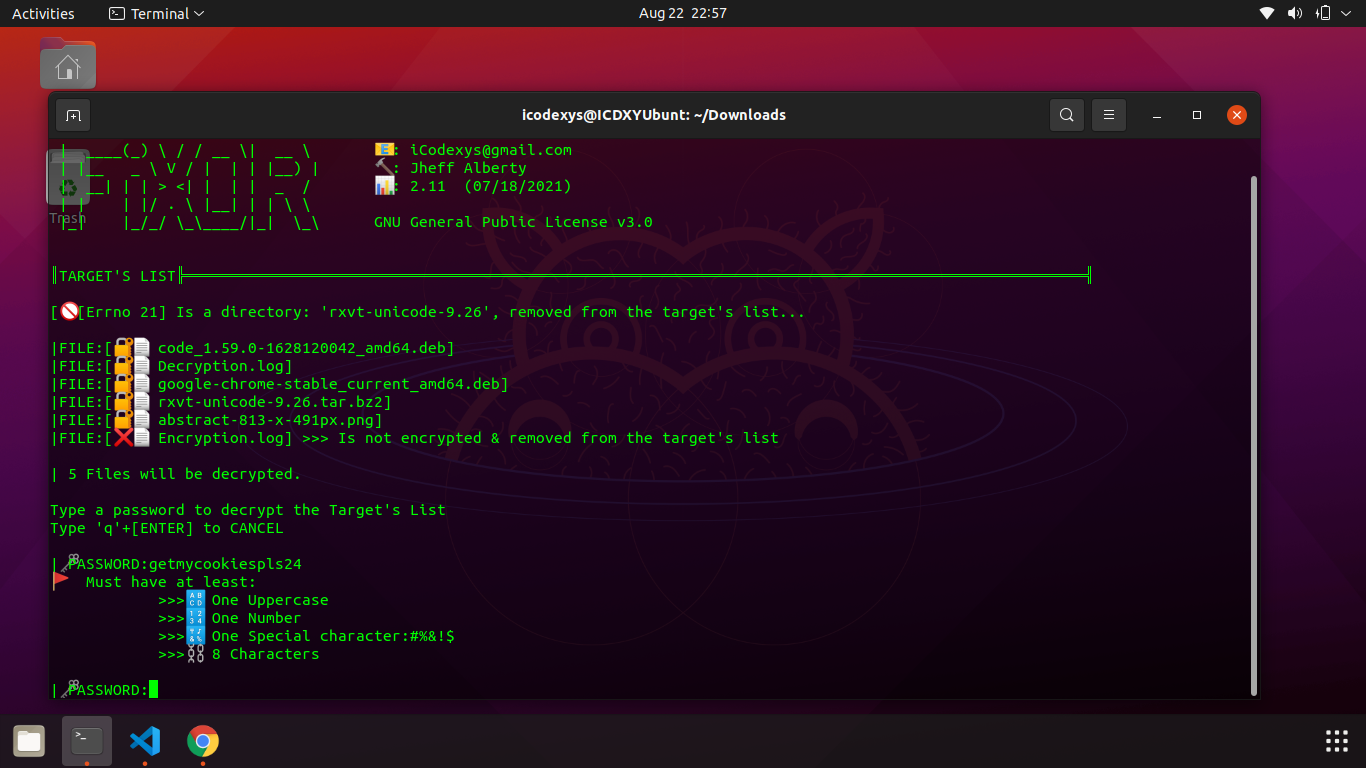 Activities
Terminal
Aug 22 22:57
icodexys@ICDXYUbunt: ~/Downloads
Trash
: iCodexys@gmail.com
: Jheff Alberty
: 2.11 (07/18/2021)
GNU General Public License v3.0
║TARGET'S LIST╠═══════════════════════════════╣
[🚫[Errno 21] Is a directory: 'rxvt-unicode-9.26', removed from the target's list...
|FILE:[🔐📄 code_1.59.0-1628120042_amd64.deb]
|FILE:[🔐📄 Decryption.log]
|FILE:[🔐📄 google-chrome-stable_current_amd64.deb]
|FILE:[🔐📄 rxvt-unicode-9.26.tar.bz2]
|FILE:[🔐📄 abstract-813-x-491px.png]
|FILE:[❌📄 Encryption.log] >>> Is not encrypted & removed from the target's list
| 5 Files will be decrypted.
Type a password to decrypt the Target's List
Type 'q'+[ENTER] to CANCEL
| PASSWORD:getmycookiespls24
Must have at least:
>>> One Uppercase
>>> One Number
>>> One Special character:#%&!$
>>> 8 Characters
| PASSWORD: